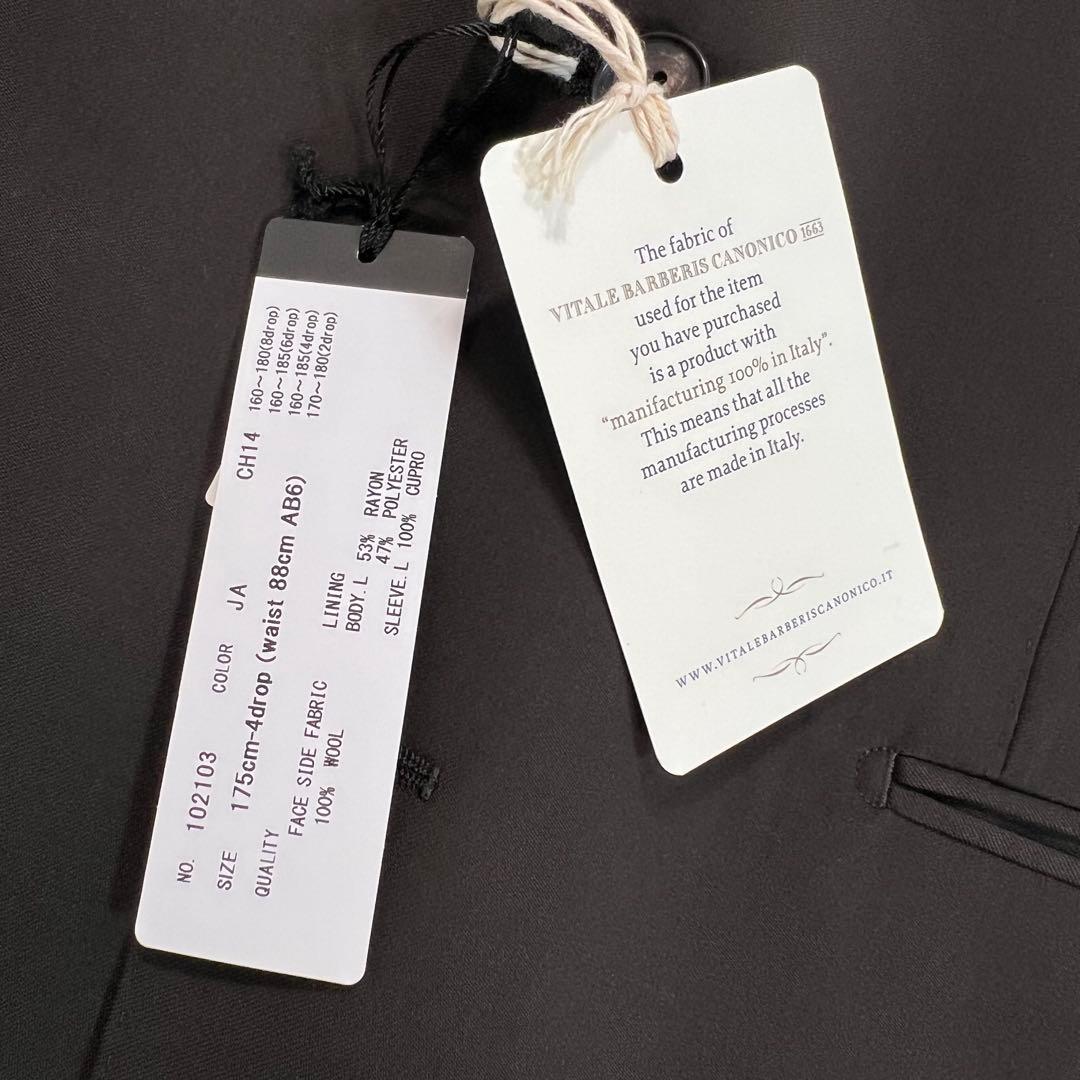 NO. 102103 COLOR JA CH14
SIZE 175cm-4drop (waist 88cm AB6)
QUALITY
FACE SIDE FABRIC
100% WOOL
LINING
BODY.L 53% RAYON
47% POLYESTER
SLEEVE.L 100% CUPRO
160~180(8drop)
160~185(6drop)
160~185(4drop)
170~180(2drop)
The fabric of
VITALE BARBERIS CANONICO 1663
used for the item
you have purchased
is a product with
“manifacturing 100% in Italy”.
This means that all the
manufacturing processes
are made in Italy.
WWW.VITALEBARBERISCANONICO.IT